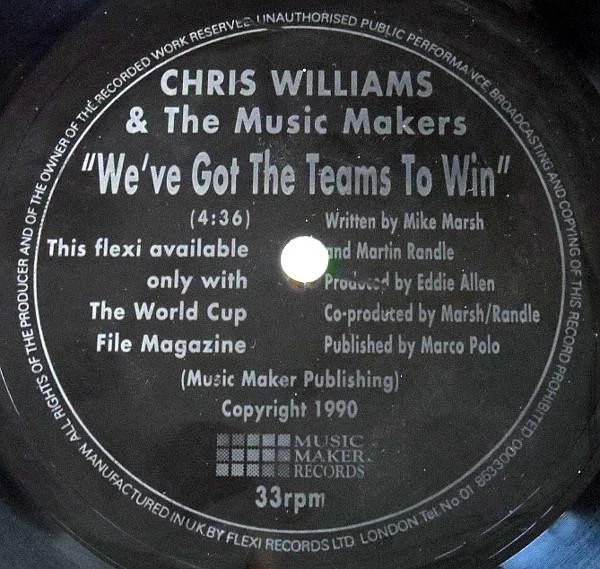 CHRIS WILLIAMS
& The Music Makers
"We've Got The Teams To Win"
(4:36)
This flexi available
only with
The World Cup
File Magazine
Written by Mike Marsh
and Martin Randle
Produced by Eddie Allen
Co-produced by Marsh/Randle
Published by Marco Polo
(Music Maker Publishing)
Copyright 1990
MUSIC
MAKER
RECORDS
33rpm
ALL RIGHTS OF THE PRODUCER AND OF THE OWNER OF THE RECORDED WORK RESERVED. UNAUTHORISED PUBLIC PERFORMANCE BROADCASTING AND COPYING OF THIS RECORD PROHIBITED.
MANUFACTURED IN U.K. BY FLEXI RECORDS LTD LONDON Tel. No. 01 8533000